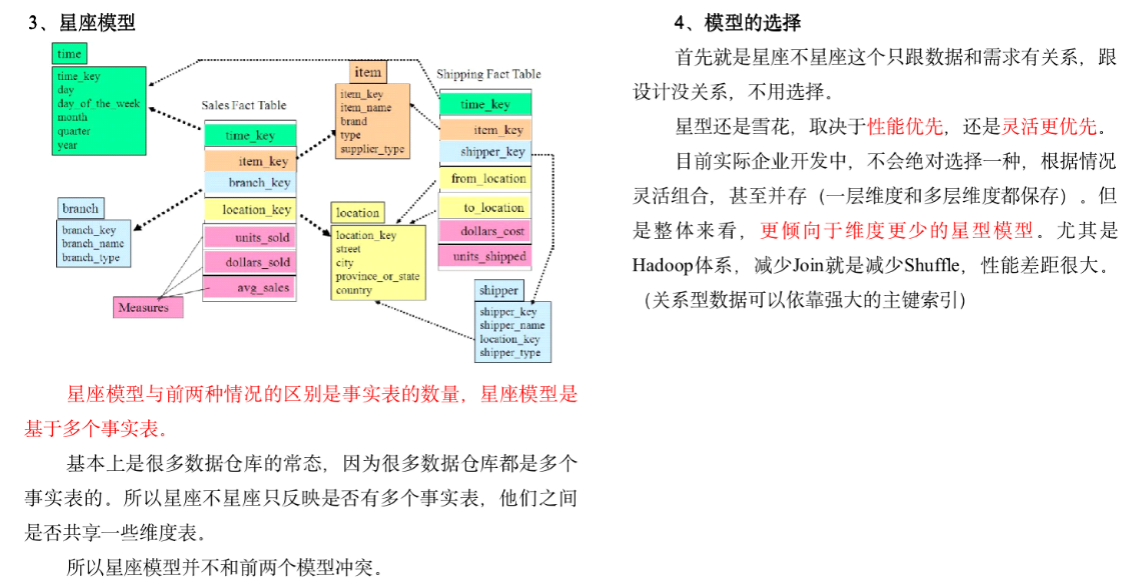 3、星座模型
time
time_key
day
day_of_the_week
month
quarter
year
Sales Fact Table
time_key
item_key
branch_key
location_key
units_sold
dollars_sold
avg_sales
Measures
branch
branch_key
branch_name
branch_type
item
item_key
item_name
brand
type
supplier_type
location
location_key
street
city
province_or_state
country
Shipping Fact Table
time_key
item_key
shipper_key
from_location
to_location
dollars_cost
units_shipped
shipper
shipper_key
shipper_name
location_key
shipper_type
星座模型与前两种情况的区别是事实表的数量，星座模型是
基于多个事实表。
基本上是很多数据仓库的常态，因为很多数据仓库都是多个
事实表的。所以星座不星座只反映是否有多个事实表，他们之间
是否共享一些维度表。
所以星座模型并不和前两个模型冲突。
4、模型的选择
首先就是星座不星座这个只跟数据和需求有关系，跟
设计没关系，不用选择。
星型还是雪花，取决于性能优先，还是灵活更优先。
目前实际企业开发中，不会绝对选择一种，根据情况
灵活组合，甚至并存（一层维度和多层维度都保存）。但
是整体来看，更倾向于维度更少的星型模型。尤其是
Hadoop体系，减少Join就是减少Shuffle，性能差距很大。
（关系型数据可以依靠强大的主键索引）